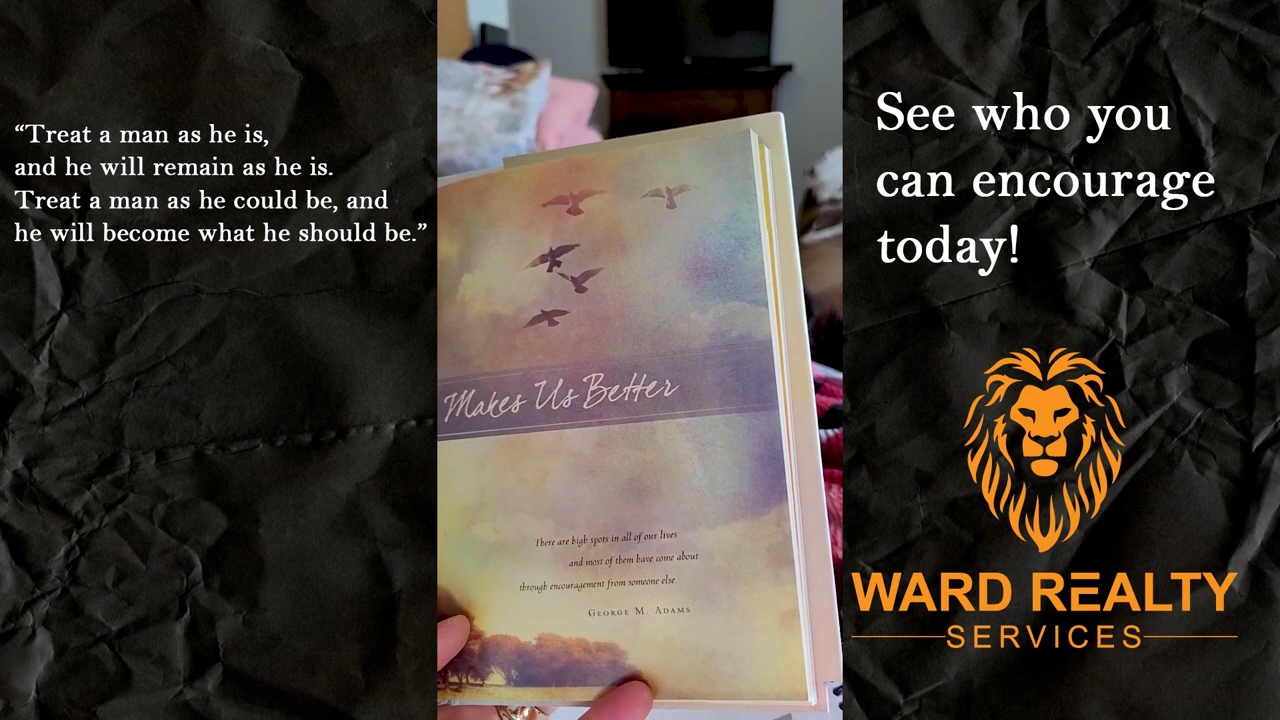 “Treat a man as he is,
and he will remain as he is.
Treat a man as he could be, and
he will become what he should be.”
Makes Us Better
There are high spots in all of our lives
and most of them have come about
through encouragement from someone else.
George M. Adams
See who you
can encourage
today!
WARD REALTY
SERVICES